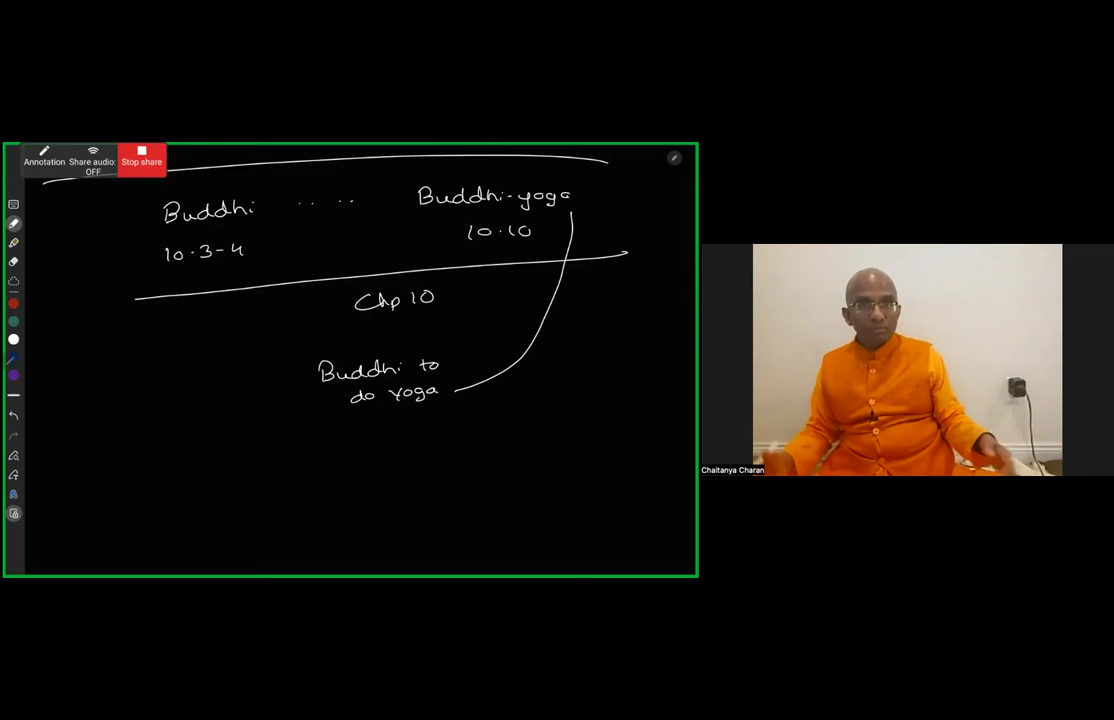 Annotation
Share audio:
OFF
Stop share
Buddhi ..... Buddhi-yoga
10.3-4
10.10
Chp 10
Buddhi to
do yoga
Chaitanya Charan